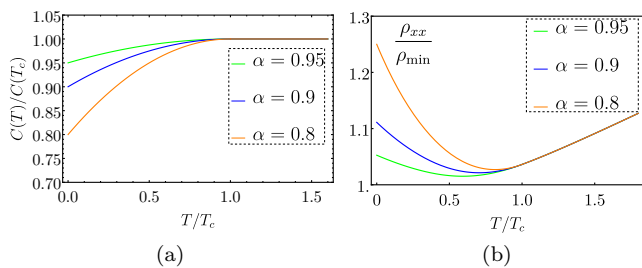 C(T)/C(T_c)
1.05
1.00
0.95
0.90
0.85
0.80
0.75
0.70
α = 0.95
α = 0.9
α = 0.8
0.0 0.5 1.0 1.5
T/T_c
(a)
ρ_xx
ρ_min
1.3
1.2
1.1
1.
α = 0.95
α = 0.9
α = 0.8
0 0.5 1.0 1.5
T/T_c
(b)